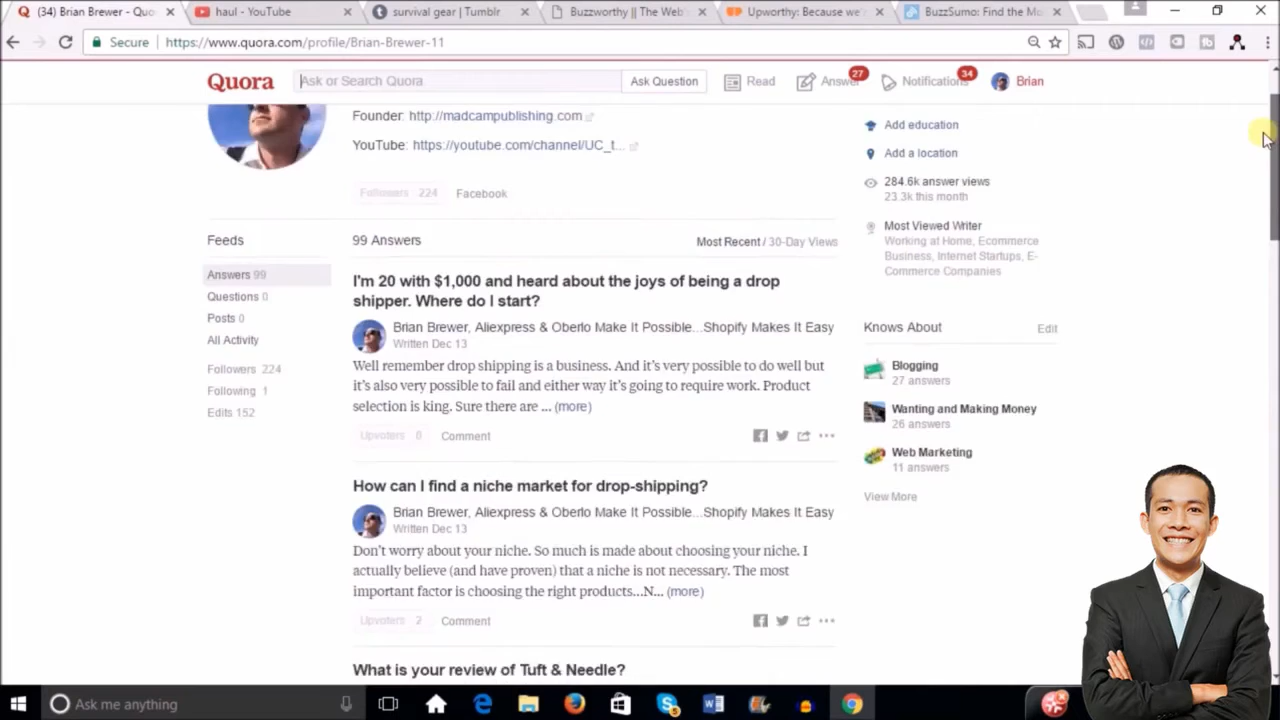 (34) Brian Brewer - Quo
haul - YouTube
survival gear | Tumblr
Buzzworthy || The Web's
Upworthy: Because we'r
BuzzSumo: Find the Mo
Secure
https://www.quora.com/profile/Brian-Brewer-11
Quora
Ask or Search Quora
Ask Question
Read
Answer
27
Notifications
34
Brian
Founder: http://madcampublishing.com
YouTube: https://youtube.com/channel/UC_t...
Followers 224
Facebook
Add education
Add a location
284.6k answer views
23.3k this month
Most Viewed Writer
Working at Home, Ecommerce
Business, Internet Startups, E-
Commerce Companies
Feeds
Answers 99
Questions 0
Posts 0
All Activity
Followers 224
Following 1
Edits 152
99 Answers
Most Recent / 30-Day Views
I'm 20 with $1,000 and heard about the joys of being a drop
shipper. Where do I start?
Brian Brewer, Aliexpress & Oberlo Make It Possible...Shopify Makes It Easy
Written Dec 13
Well remember drop shipping is a business. And it's very possible to do well but
it's also very possible to fail and either way it's going to require work. Product
selection is king. Sure there are ... (more)
Upvoters 0
Comment
How can I find a niche market for drop-shipping?
Brian Brewer, Aliexpress & Oberlo Make It Possible...Shopify Makes It Easy
Written Dec 13
Don't worry about your niche. So much is made about choosing your niche. I
actually believe (and have proven) that a niche is not necessary. The most
important factor is choosing the right products...N... (more)
Upvoters 2
Comment
What is your review of Tuft & Needle?
Knows About
Edit
Blogging
27 answers
Wanting and Making Money
26 answers
Web Marketing
11 answers
View More
Ask me anything